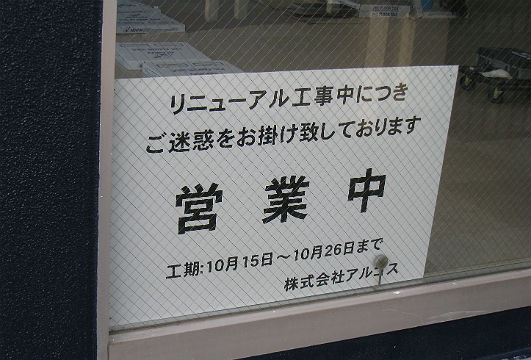 リニューアル工事中につき
ご迷惑をお掛け致しております
営業中
工期:10月15日～10月26日まで
株式会社アルゴス